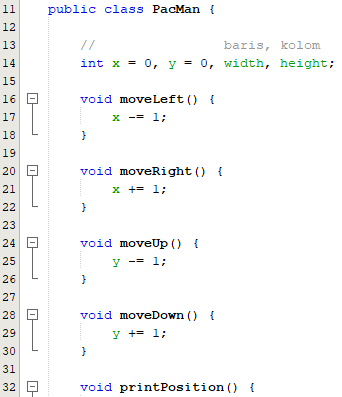 11 public class PacMan {
12
13 // baris, kolom
14 int x = 0, y = 0, width, height;
15
16 void moveLeft() {
17 x -= 1;
18 }
19
20 void moveRight() {
21 x += 1;
22 }
23
24 void moveUp() {
25 y -= 1;
26 }
27
28 void moveDown() {
29 y += 1;
30 }
31
32 void printPosition() {